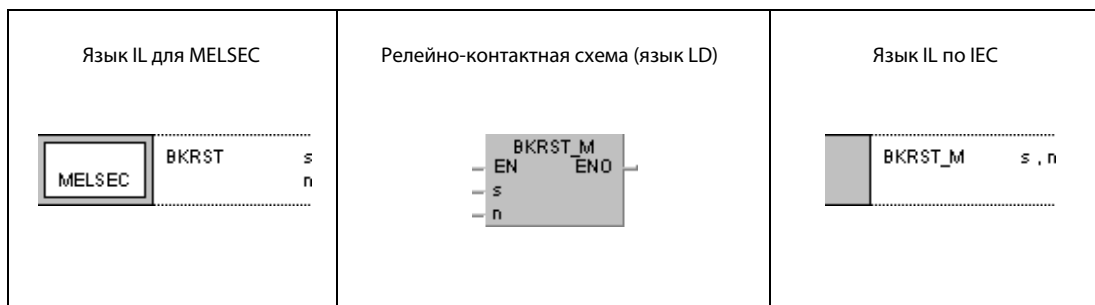 Язык IL для MELSEC
MELSEC
BKRST s
n
Релейно-контактная схема (язык LD)
BKRST_M
EN ENO
s
n
Язык IL по IEC
BKRST_M s , n